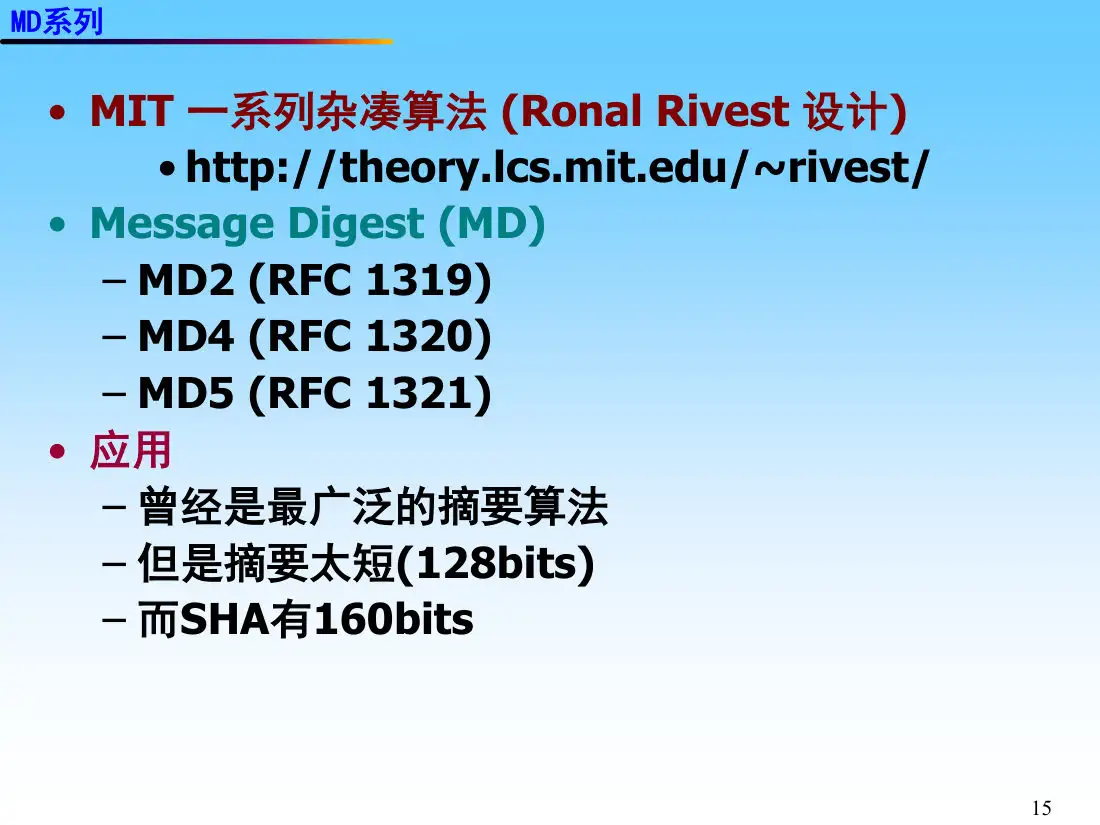 MD系列
• MIT 一系列杂凑算法 (Ronal Rivest 设计)
• http://theory.lcs.mit.edu/~rivest/
• Message Digest (MD)
– MD2 (RFC 1319)
– MD4 (RFC 1320)
– MD5 (RFC 1321)
• 应用
– 曾经是最广泛的摘要算法
– 但是摘要太短(128bits)
– 而SHA有160bits
15